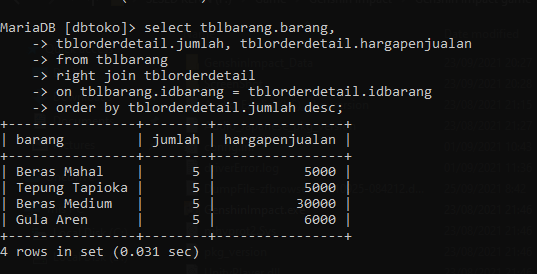 MariaDB [dbtoko]> select tblbarang.barang,
    -> tblorderdetail.jumlah, tblorderdetail.hargapenjualan
    -> from tblbarang
    -> right join tblorderdetail
    -> on tblbarang.idbarang = tblorderdetail.idbarang
    -> order by tblorderdetail.jumlah desc;
+----------------+--------+----------------+
| barang         | jumlah | hargapenjualan |
+----------------+--------+----------------+
| Beras Mahal    |      5 |           5000 |
| Tepung Tapioka |      5 |           5000 |
| Beras Medium   |      5 |          30000 |
| Gula Aren      |      5 |           6000 |
+----------------+--------+----------------+
4 rows in set (0.031 sec)